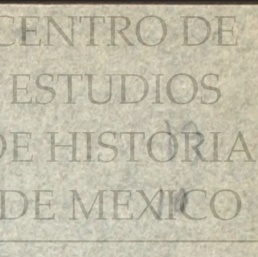 CENTRO DE
ESTUDIOS
DE HISTORIA
DE MEXICO